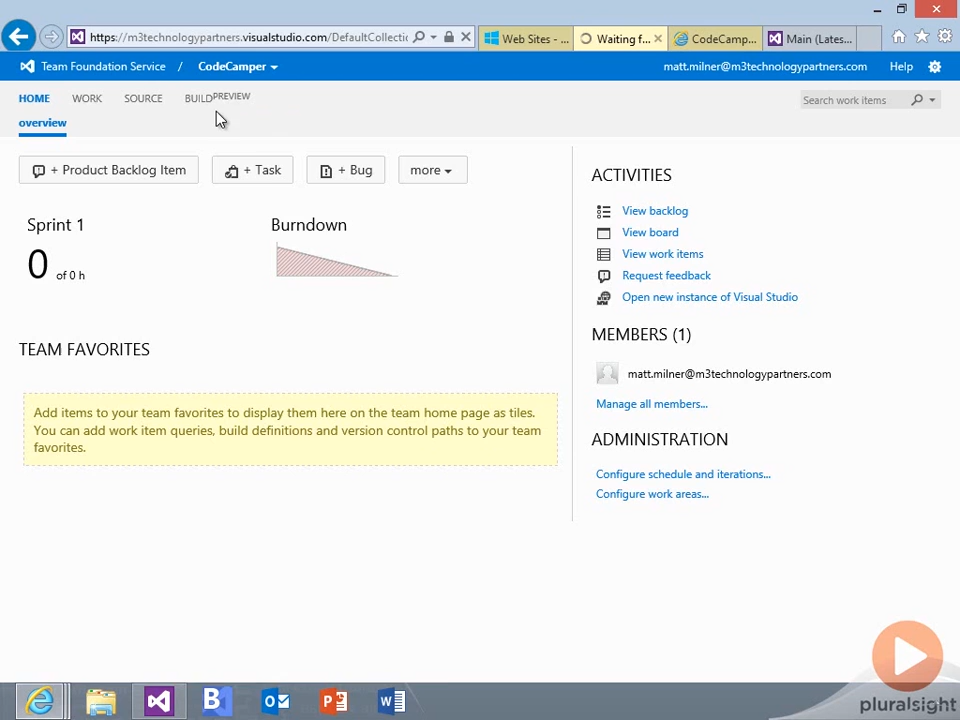 https://m3technologypartners.visualstudio.com/DefaultCollectic
Web Sites - ...
Waiting f...
CodeCamp...
Main (Lates...
Team Foundation Service / CodeCamper
matt.milner@m3technologypartners.com
Help
HOME
WORK
SOURCE
BUILD PREVIEW
Search work items
overview
+ Product Backlog Item
+ Task
+ Bug
more
Sprint 1
0 of 0 h
Burndown
TEAM FAVORITES
Add items to your team favorites to display them here on the team home page as tiles.
You can add work item queries, build definitions and version control paths to your team
favorites.
ACTIVITIES
View backlog
View board
View work items
Request feedback
Open new instance of Visual Studio
MEMBERS (1)
matt.milner@m3technologypartners.com
Manage all members...
ADMINISTRATION
Configure schedule and iterations...
Configure work areas...
pluralsight